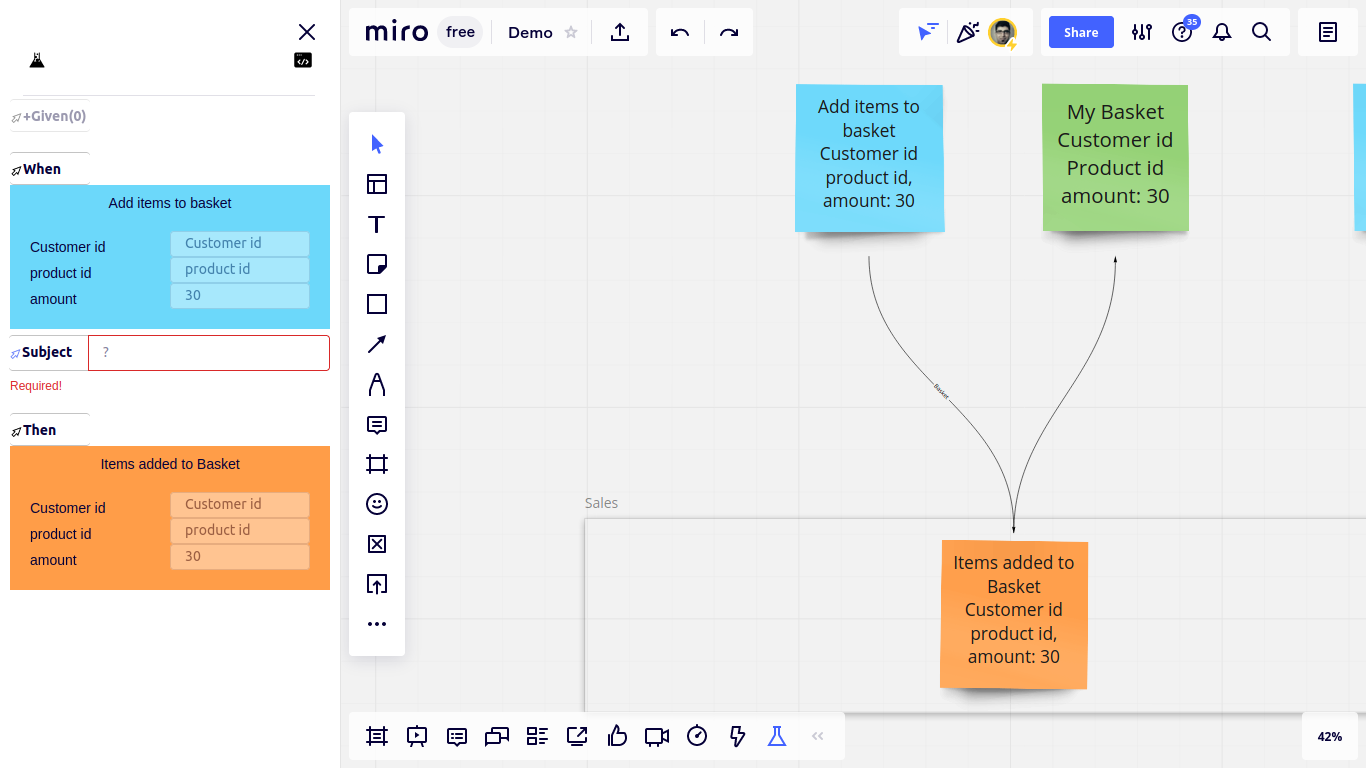 miro
free
Demo
Share
35
+Given(0)
When
Add items to basket
Customer id
Customer id
product id
product id
amount
30
Subject
?
Required!
Then
Items added to Basket
Customer id
Customer id
product id
product id
amount
30
Add items to
basket
Customer id
product id,
amount: 30
My Basket
Customer id
Product id
amount: 30
Basket
Sales
Items added to
Basket
Customer id
product id,
amount: 30
42%